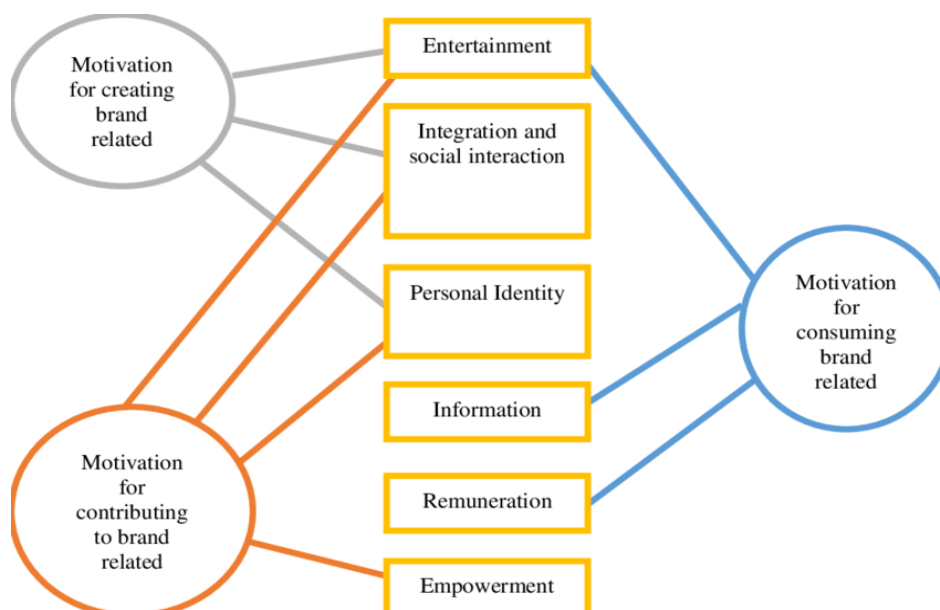 Motivation
for creating
brand
related
Entertainment
Integration and
social interaction
Personal Identity
Information
Remuneration
Empowerment
Motivation
for
contributing
to brand
related
Motivation
for
consuming
brand
related